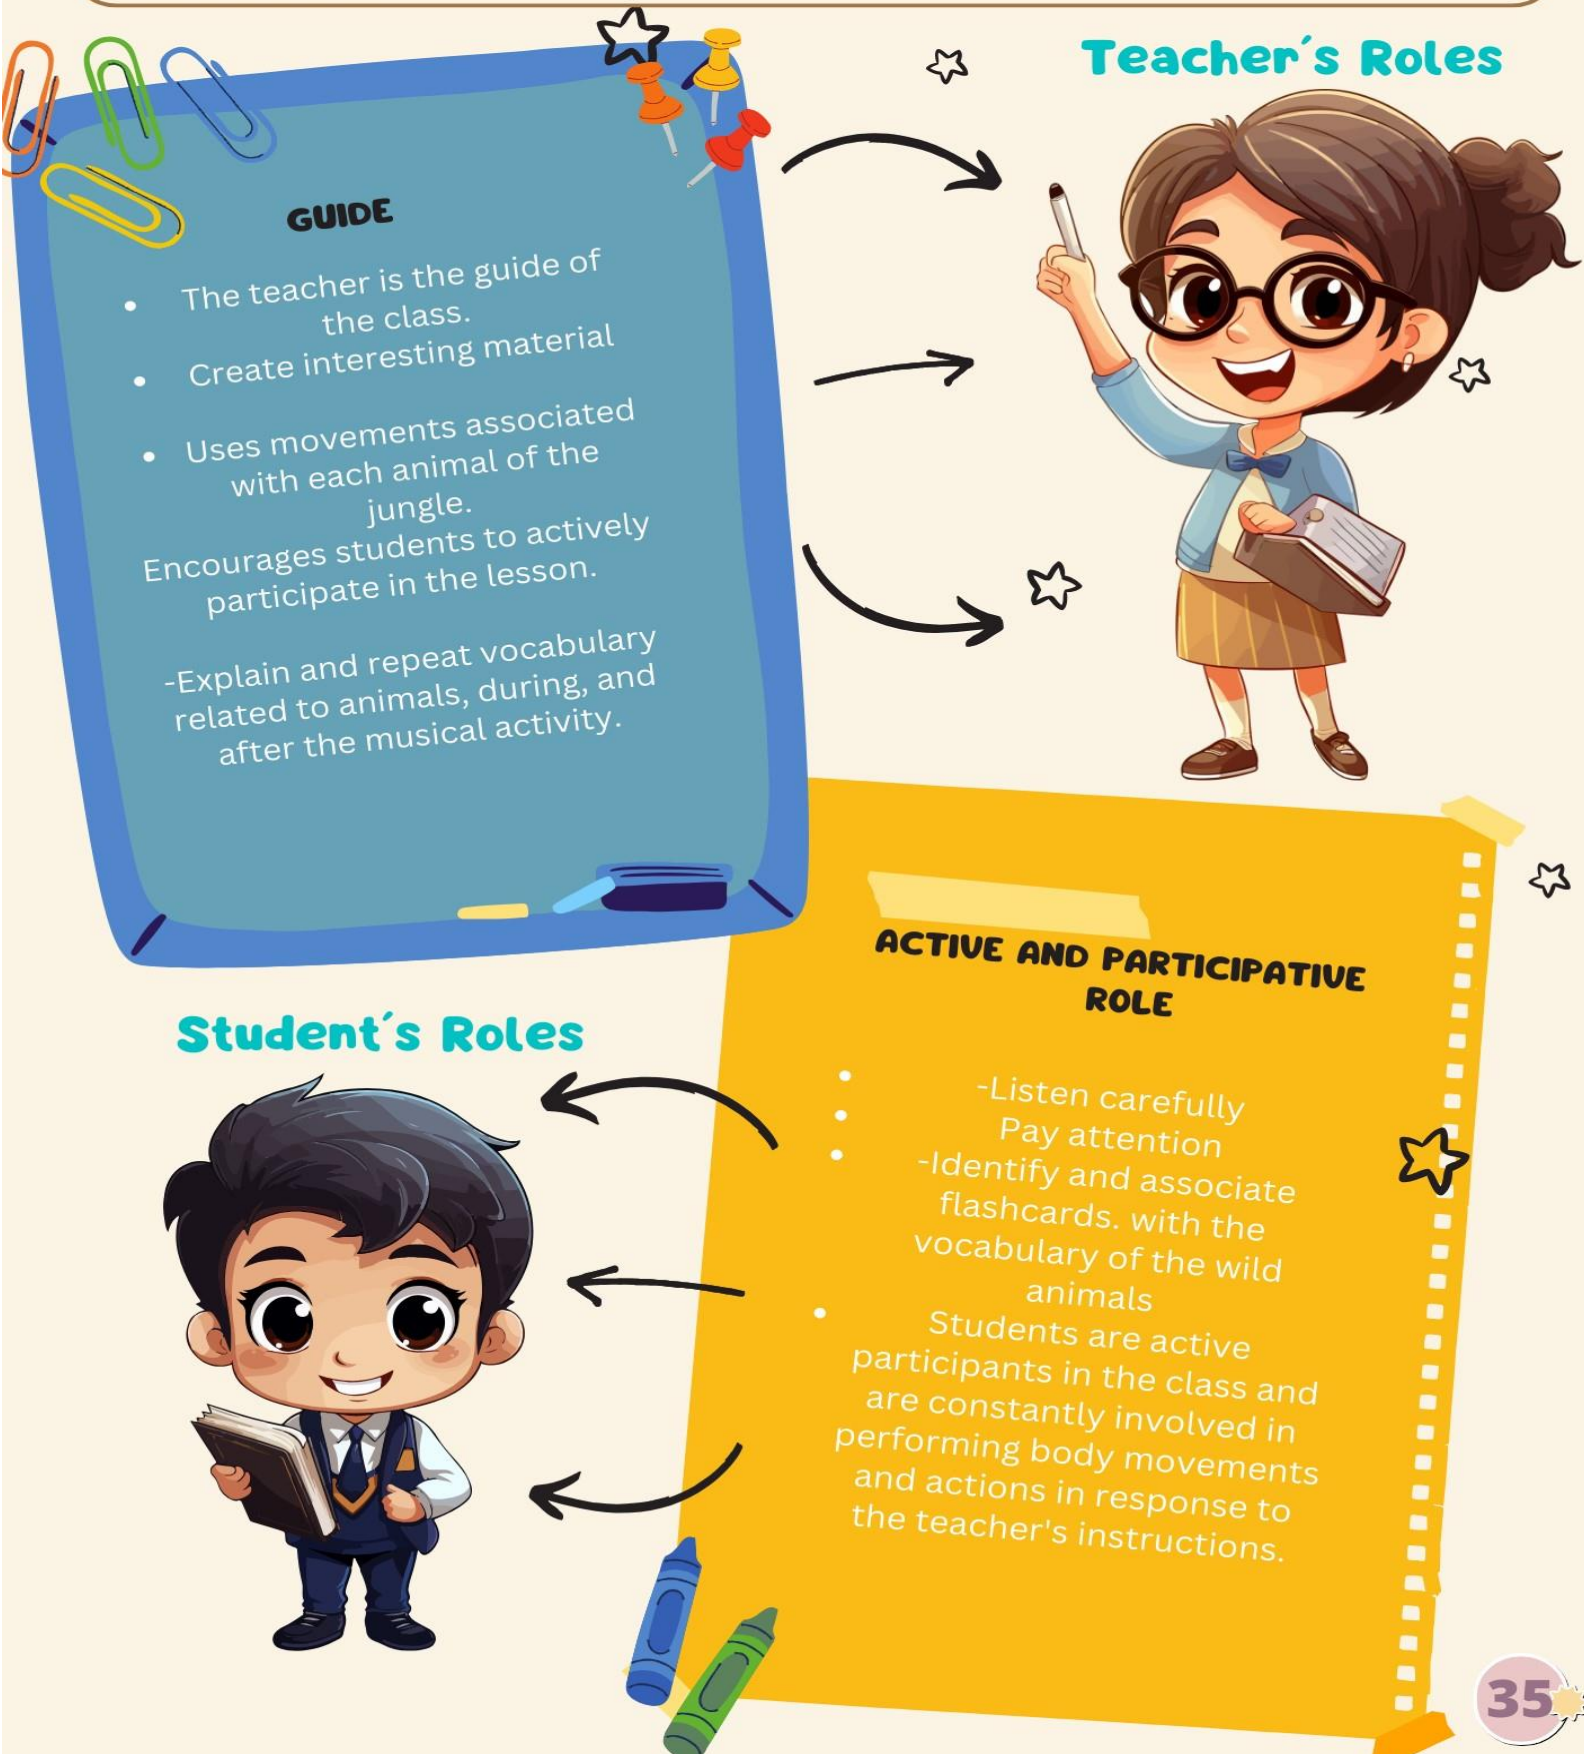 Teacher´s Roles
GUIDE
• The teacher is the guide of
the class.
• Create interesting material
• Uses movements associated
with each animal of the
jungle.
Encourages students to actively
participate in the lesson.
-Explain and repeat vocabulary
related to animals, during, and
after the musical activity.
Student´s Roles
ACTIVE AND PARTICIPATIVE
ROLE
• -Listen carefully
• Pay attention
• -Identify and associate
flashcards. with the
vocabulary of the wild
animals
• Students are active
participants in the class and
are constantly involved in
performing body movements
and actions in response to
the teacher's instructions.
35